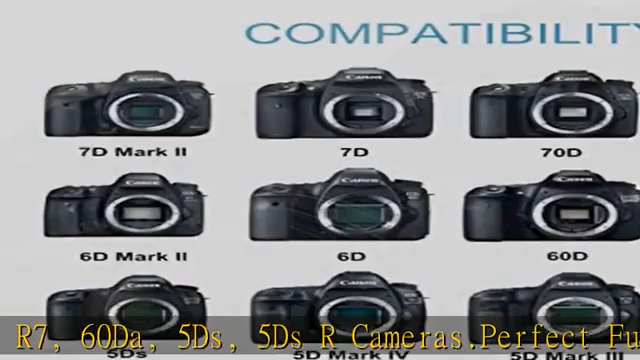 COMPATIBILITY
7D Mark II 7D 70D
6D Mark II 6D 60D
R7, 60Da, 5Ds, 5Ds R Cameras.Perfect Fu
5Ds 5D Mark IV 5D Mark III